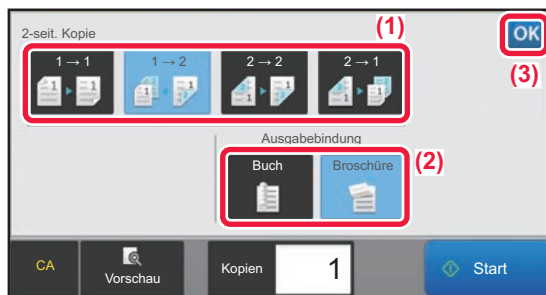 2-seit. Kopie
(1)
OK
(3)
1 → 1
1 → 2
2 → 2
2 → 1
Ausgabebindung
Buch
Broschüre
(2)
CA
Vorschau
Kopien
1
Start